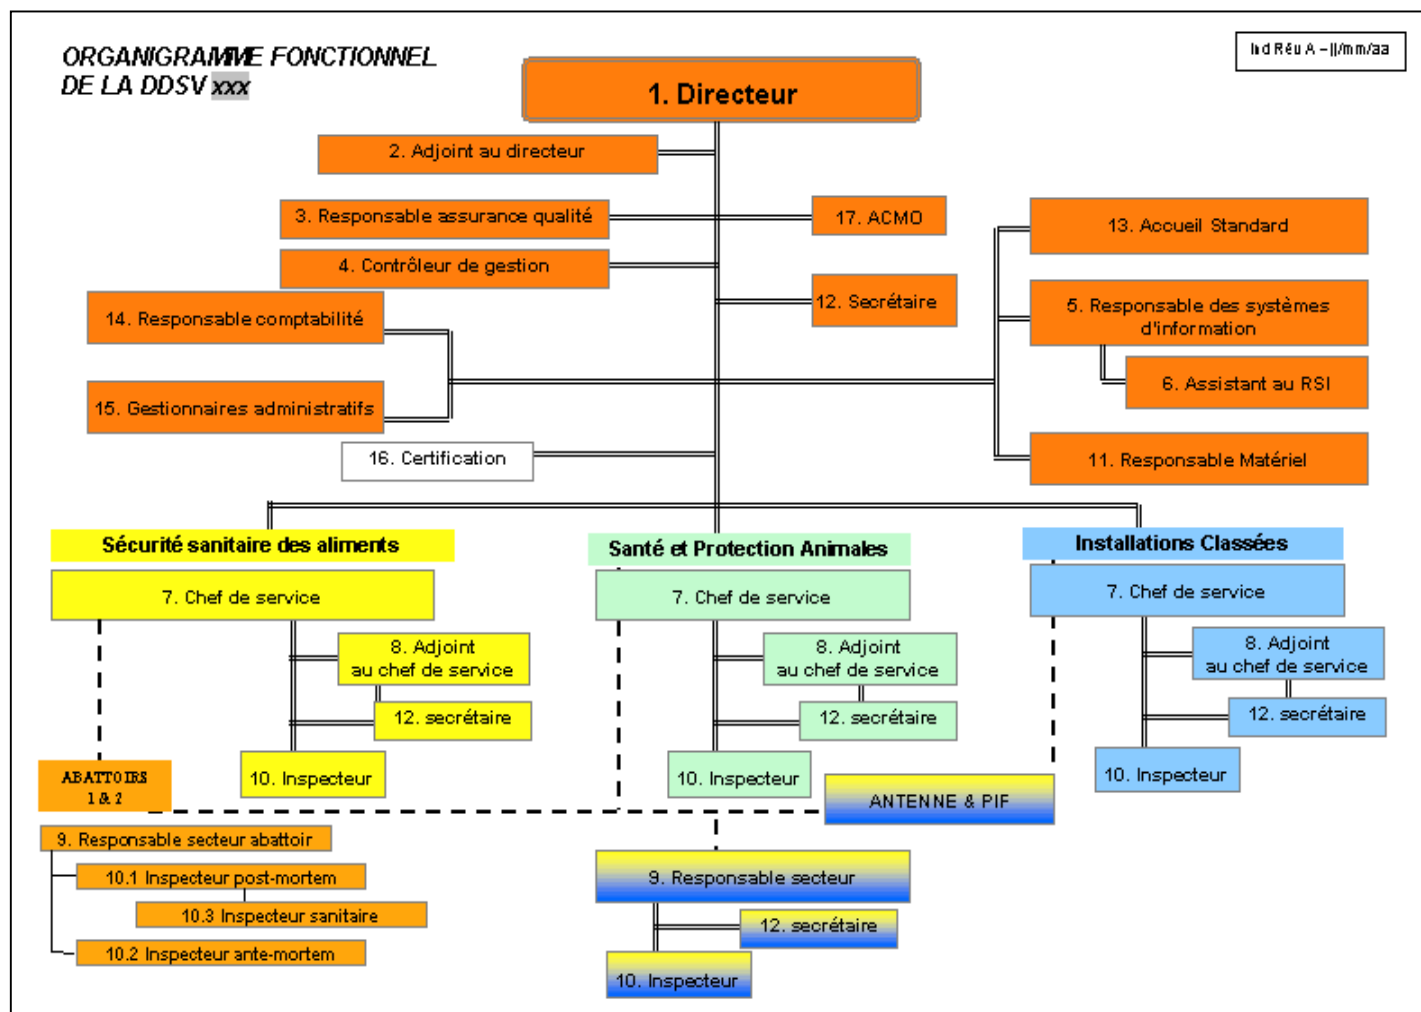 ORGANIGRAMME FONCTIONNEL
DE LA DDSV xxx
Ind Réu A – jj/mm/aa
1. Directeur
2. Adjoint au directeur
3. Responsable assurance qualité
17. ACMO
13. Accueil Standard
4. Contrôleur de gestion
12. Secrétaire
14. Responsable comptabilité
5. Responsable des systèmes
d'information
6. Assistant au RSI
15. Gestionnaires administratifs
16. Certification
11. Responsable Matériel
Sécurité sanitaire des aliments
Santé et Protection Animales
Installations Classées
7. Chef de service
7. Chef de service
7. Chef de service
8. Adjoint
au chef de service
8. Adjoint
au chef de service
8. Adjoint
au chef de service
12. secrétaire
12. secrétaire
12. secrétaire
10. Inspecteur
10. Inspecteur
10. Inspecteur
ABATTOIRS
1 & 2
ANTENNE & PIF
9. Responsable secteur abattoir
10.1 Inspecteur post-mortem
10.3 Inspecteur sanitaire
10.2 Inspecteur ante-mortem
9. Responsable secteur
12. secrétaire
10. Inspecteur